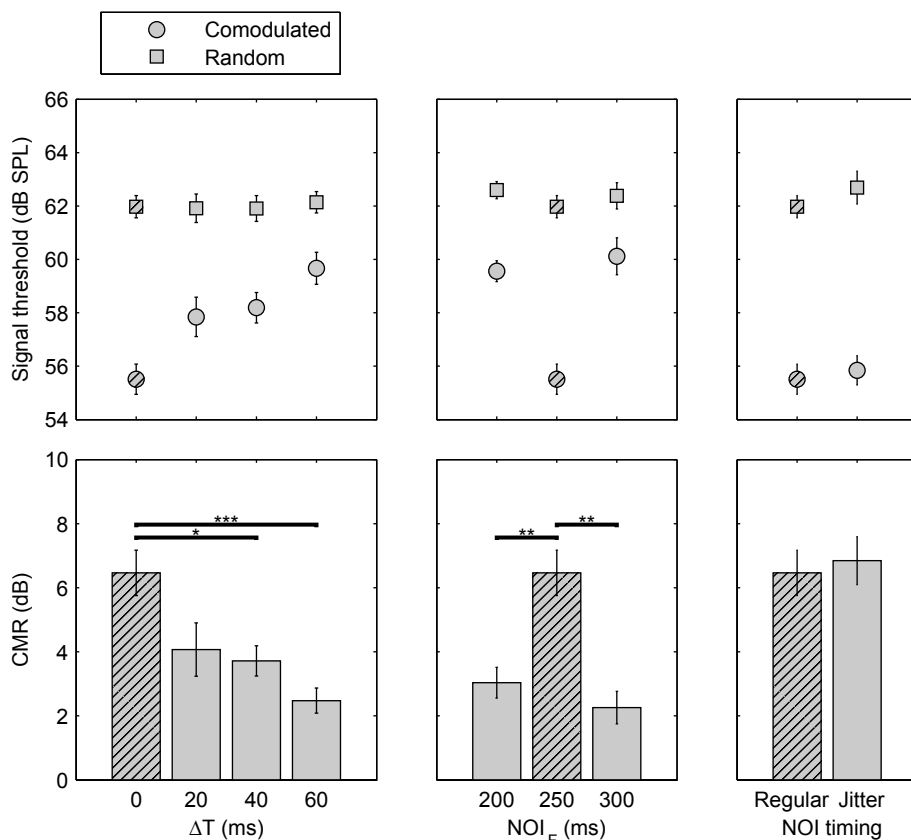 Comodulated
Random
Signal threshold (dB SPL)
66
64
62
60
58
56
54
CMR (dB)
10
8
6
4
2
0
***
*
**
**
0 20 40 60
ΔT (ms)
200 250 300
NOI_F (ms)
Regular Jitter
NOI timing